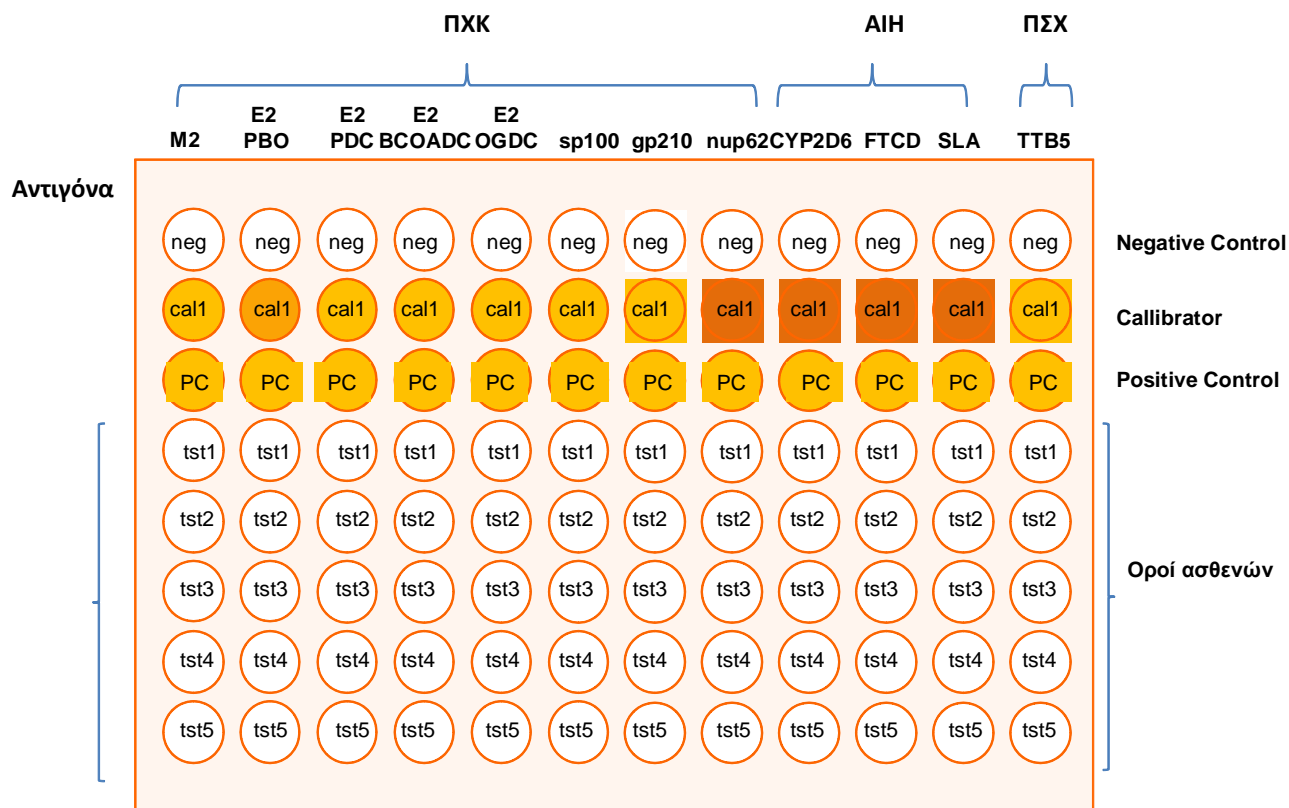 ΠΧΚ ΑΙΗ ΠΣΧ
E2 E2 E2 E2
M2 PBO PDC BCOADC OGDC sp100 gp210 nup62 CYP2D6 FTCD SLA TTB5
Αντιγόνα
neg neg neg neg neg neg neg neg neg neg neg neg Negative Control
cal1 cal1 cal1 cal1 cal1 cal1 cal1 cal1 cal1 cal1 cal1 cal1 Callibrator
PC PC PC PC PC PC PC PC PC PC PC PC Positive Control
tst1 tst1 tst1 tst1 tst1 tst1 tst1 tst1 tst1 tst1 tst1 tst1
tst2 tst2 tst2 tst2 tst2 tst2 tst2 tst2 tst2 tst2 tst2 tst2
tst3 tst3 tst3 tst3 tst3 tst3 tst3 tst3 tst3 tst3 tst3 tst3 Οροί ασθενών
tst4 tst4 tst4 tst4 tst4 tst4 tst4 tst4 tst4 tst4 tst4 tst4
tst5 tst5 tst5 tst5 tst5 tst5 tst5 tst5 tst5 tst5 tst5 tst5